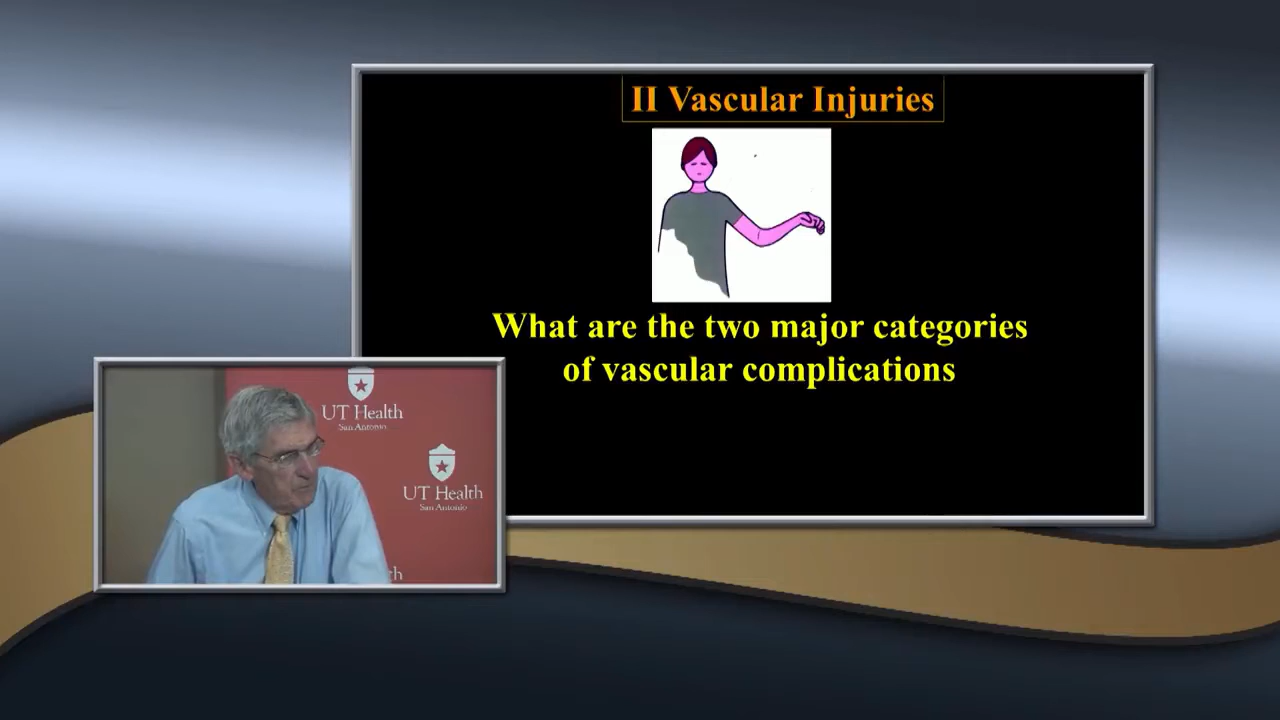 II Vascular Injuries
What are the two major categories
of vascular complications
UT Health
San Antonio
UT Health
San Antonio
h